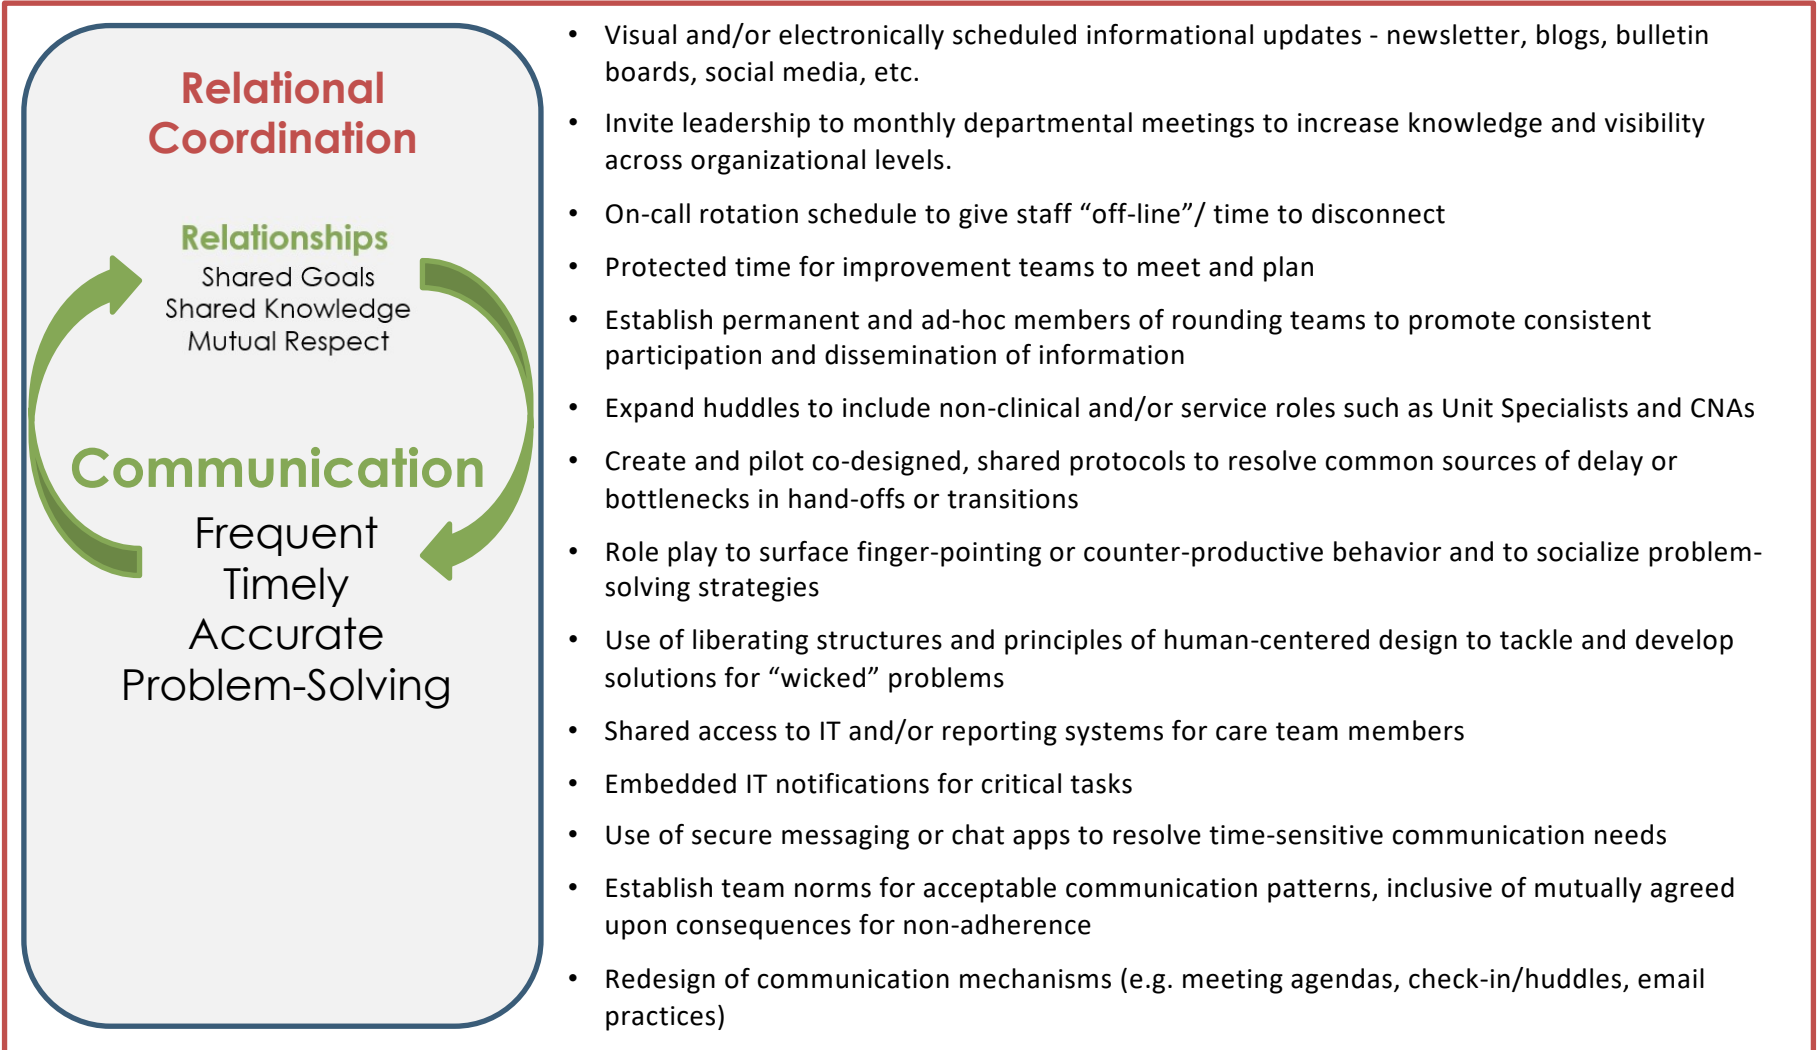 Relational
Coordination
Relationships
Shared Goals
Shared Knowledge
Mutual Respect
Communication
Frequent
Timely
Accurate
Problem-Solving
• Visual and/or electronically scheduled informational updates - newsletter, blogs, bulletin
boards, social media, etc.
• Invite leadership to monthly departmental meetings to increase knowledge and visibility
across organizational levels.
• On-call rotation schedule to give staff “off-line”/ time to disconnect
• Protected time for improvement teams to meet and plan
• Establish permanent and ad-hoc members of rounding teams to promote consistent
participation and dissemination of information
• Expand huddles to include non-clinical and/or service roles such as Unit Specialists and CNAs
• Create and pilot co-designed, shared protocols to resolve common sources of delay or
bottlenecks in hand-offs or transitions
• Role play to surface finger-pointing or counter-productive behavior and to socialize problem-
solving strategies
• Use of liberating structures and principles of human-centered design to tackle and develop
solutions for “wicked” problems
• Shared access to IT and/or reporting systems for care team members
• Embedded IT notifications for critical tasks
• Use of secure messaging or chat apps to resolve time-sensitive communication needs
• Establish team norms for acceptable communication patterns, inclusive of mutually agreed
upon consequences for non-adherence
• Redesign of communication mechanisms (e.g. meeting agendas, check-in/huddles, email
practices)